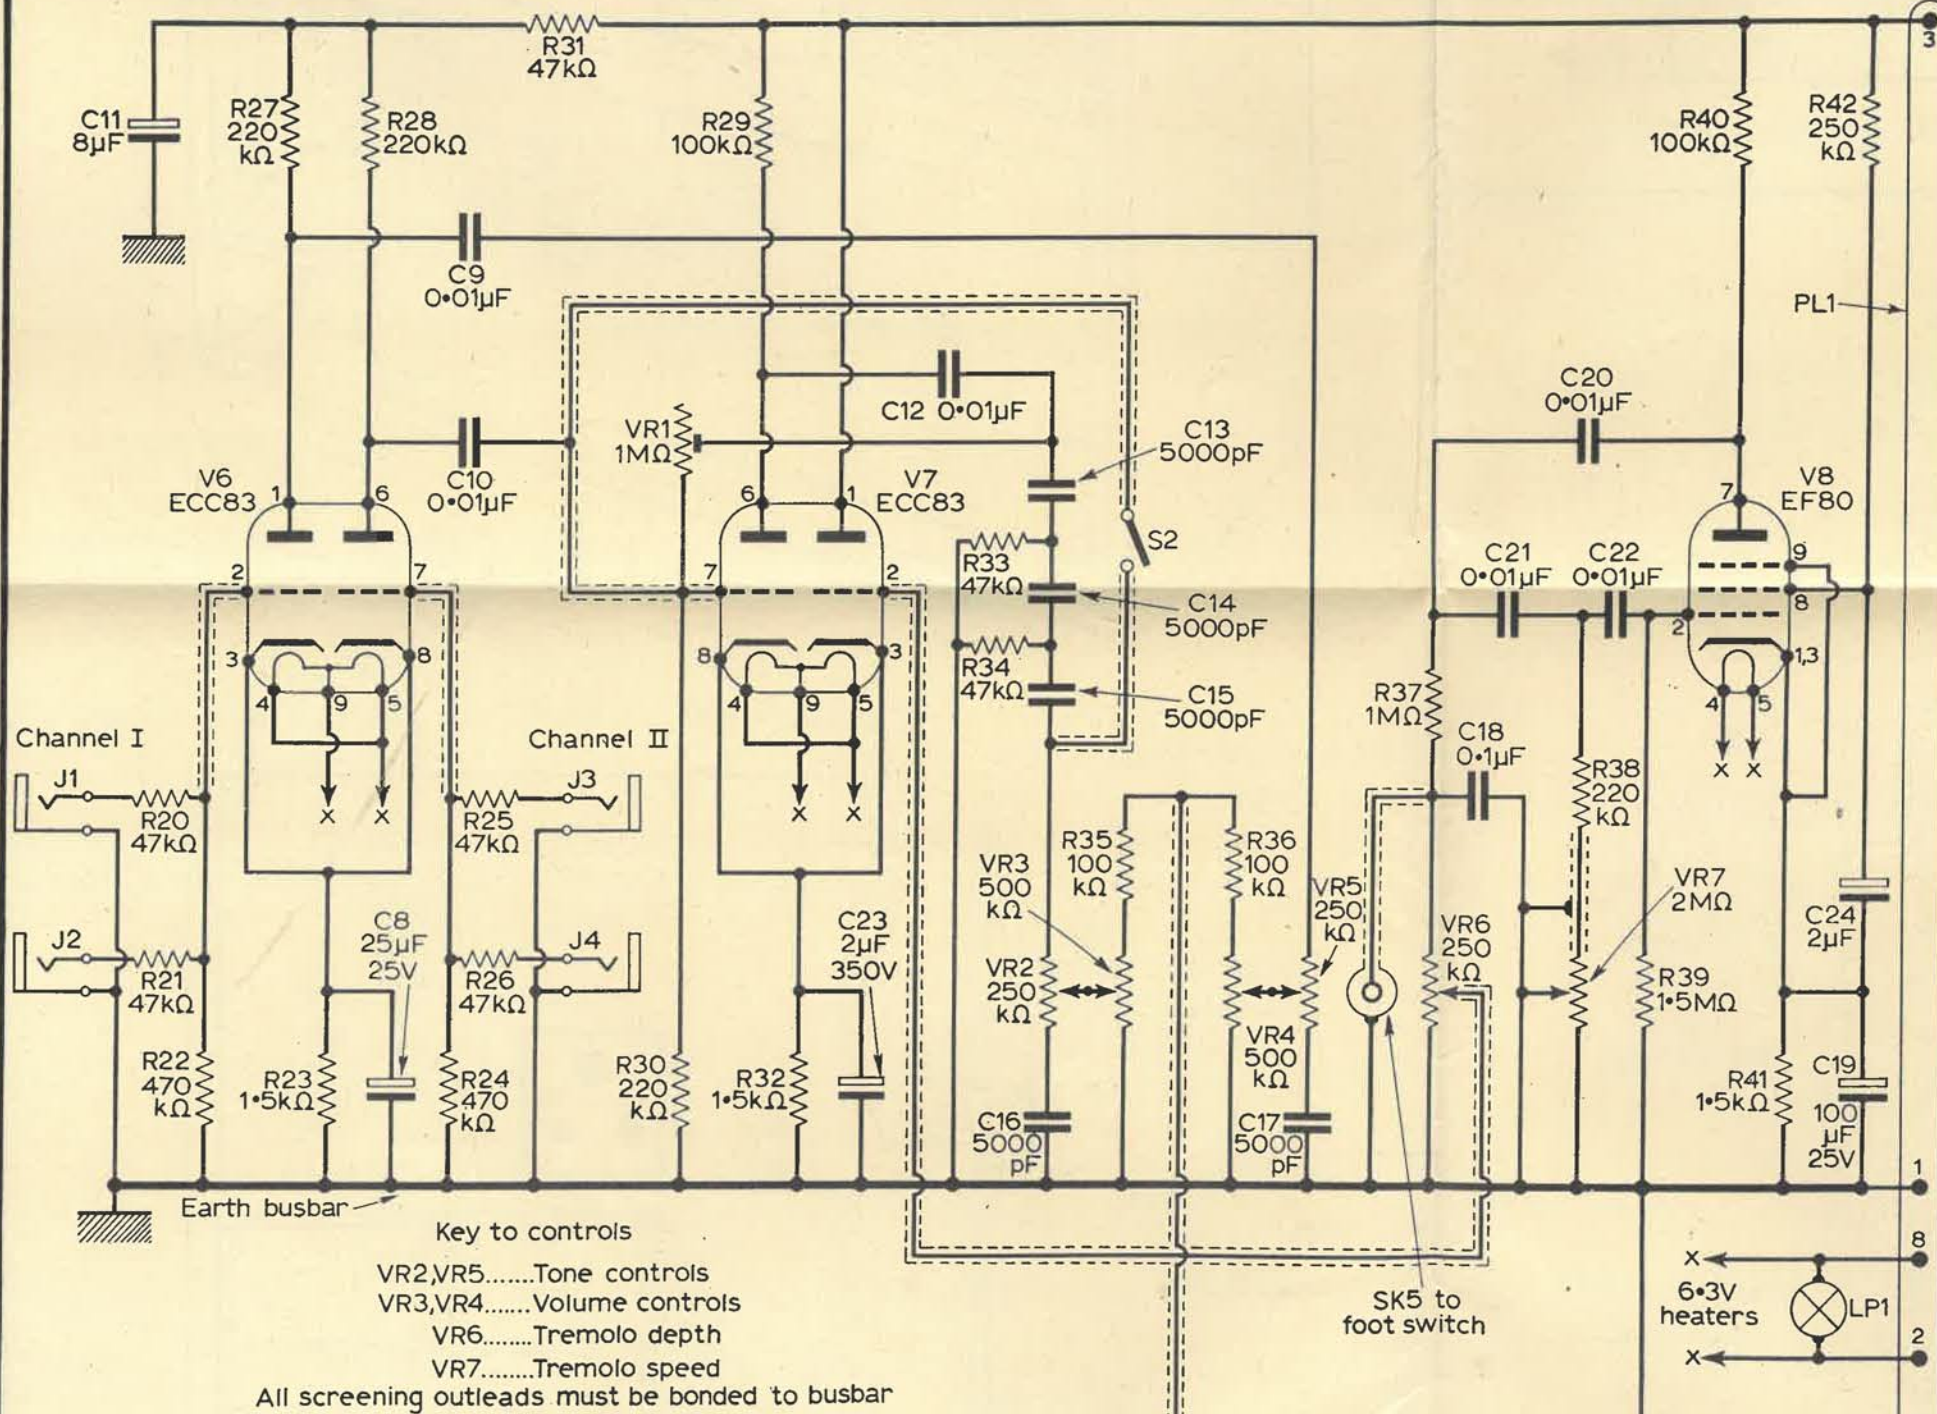 3
R31
47kΩ
C11
8µF
R27
220
kΩ
R28
220kΩ
R29
100kΩ
R40
100kΩ
R42
250
kΩ
C9
0•01µF
PL1
C12 0•01µF
C20
0•01µF
VR1
1MΩ
C13
5000pF
V6
ECC83
1
6
C10
0•01µF
6
1
V7
ECC83
7
V8
EF80
S2
2
7
7
2
R33
47kΩ
C21
0•01µF
C22
0•01µF
9
8
2
C14
5000pF
3
8
8
3
R34
47kΩ
1,3
4
9
5
4
9
5
C15
5000pF
R37
1MΩ
4
5
Channel I
Channel II
C18
0•1µF
X
X
J1
R20
47kΩ
X
X
R25
47kΩ
J3
X
X
R38
220
kΩ
R35
100
kΩ
R36
100
kΩ
VR3
500
kΩ
VR5
250
kΩ
VR7
2MΩ
J2
R21
47kΩ
C8
25µF
25V
R26
47kΩ
J4
C23
2µF
350V
VR2
250
kΩ
VR6
250
kΩ
C24
2µF
R39
1•5MΩ
R22
470
kΩ
R23
1•5kΩ
R24
470
kΩ
R30
220
kΩ
R32
1•5kΩ
VR4
500
kΩ
R41
1•5kΩ
C19
100
µF
25V
C16
5000
pF
C17
5000
pF
1
Earth busbar
Key to controls
VR2,VR5.......Tone controls
VR3,VR4.......Volume controls
VR6........Tremolo depth
VR7........Tremolo speed
All screening outleads must be bonded to busbar
SK5 to
foot switch
X
8
6•3V
heaters
LP1
X
2